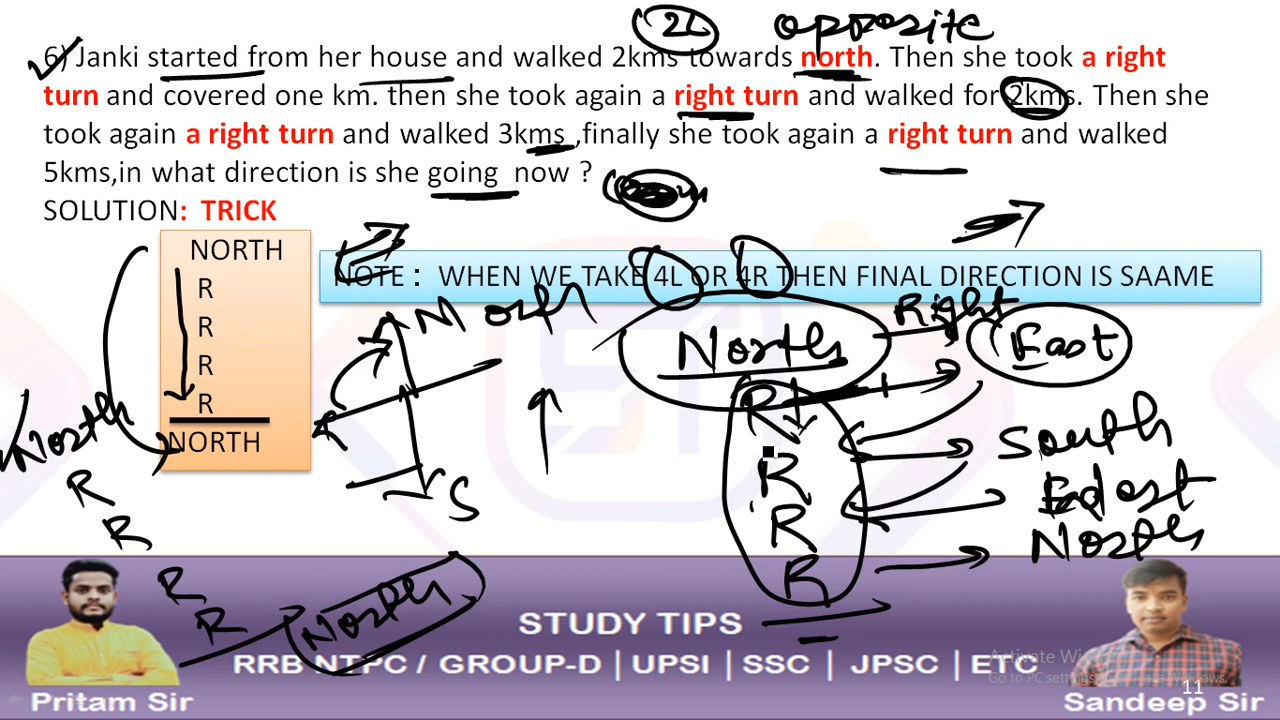 2L opposite
6) Janki started from her house and walked 2kms towards north. Then she took a right
turn and covered one km. then she took again a right turn and walked for 2kms. Then she
took again a right turn and walked 3kms ,finally she took again a right turn and walked
5kms,in what direction is she going now ?
SOLUTION: TRICK
NORTH
R
R
R
R
NORTH
NOTE : WHEN WE TAKE 4L OR 4R THEN FINAL DIRECTION IS SAAME
North
S
North
R
R
R
R
North
North
Right
East
R
R
R
R
South
North
STUDY TIPS
RRB NTPC / GROUP-D | UPSI | SSC | JPSC | ETC
Pritam Sir
Sandeep Sir
11